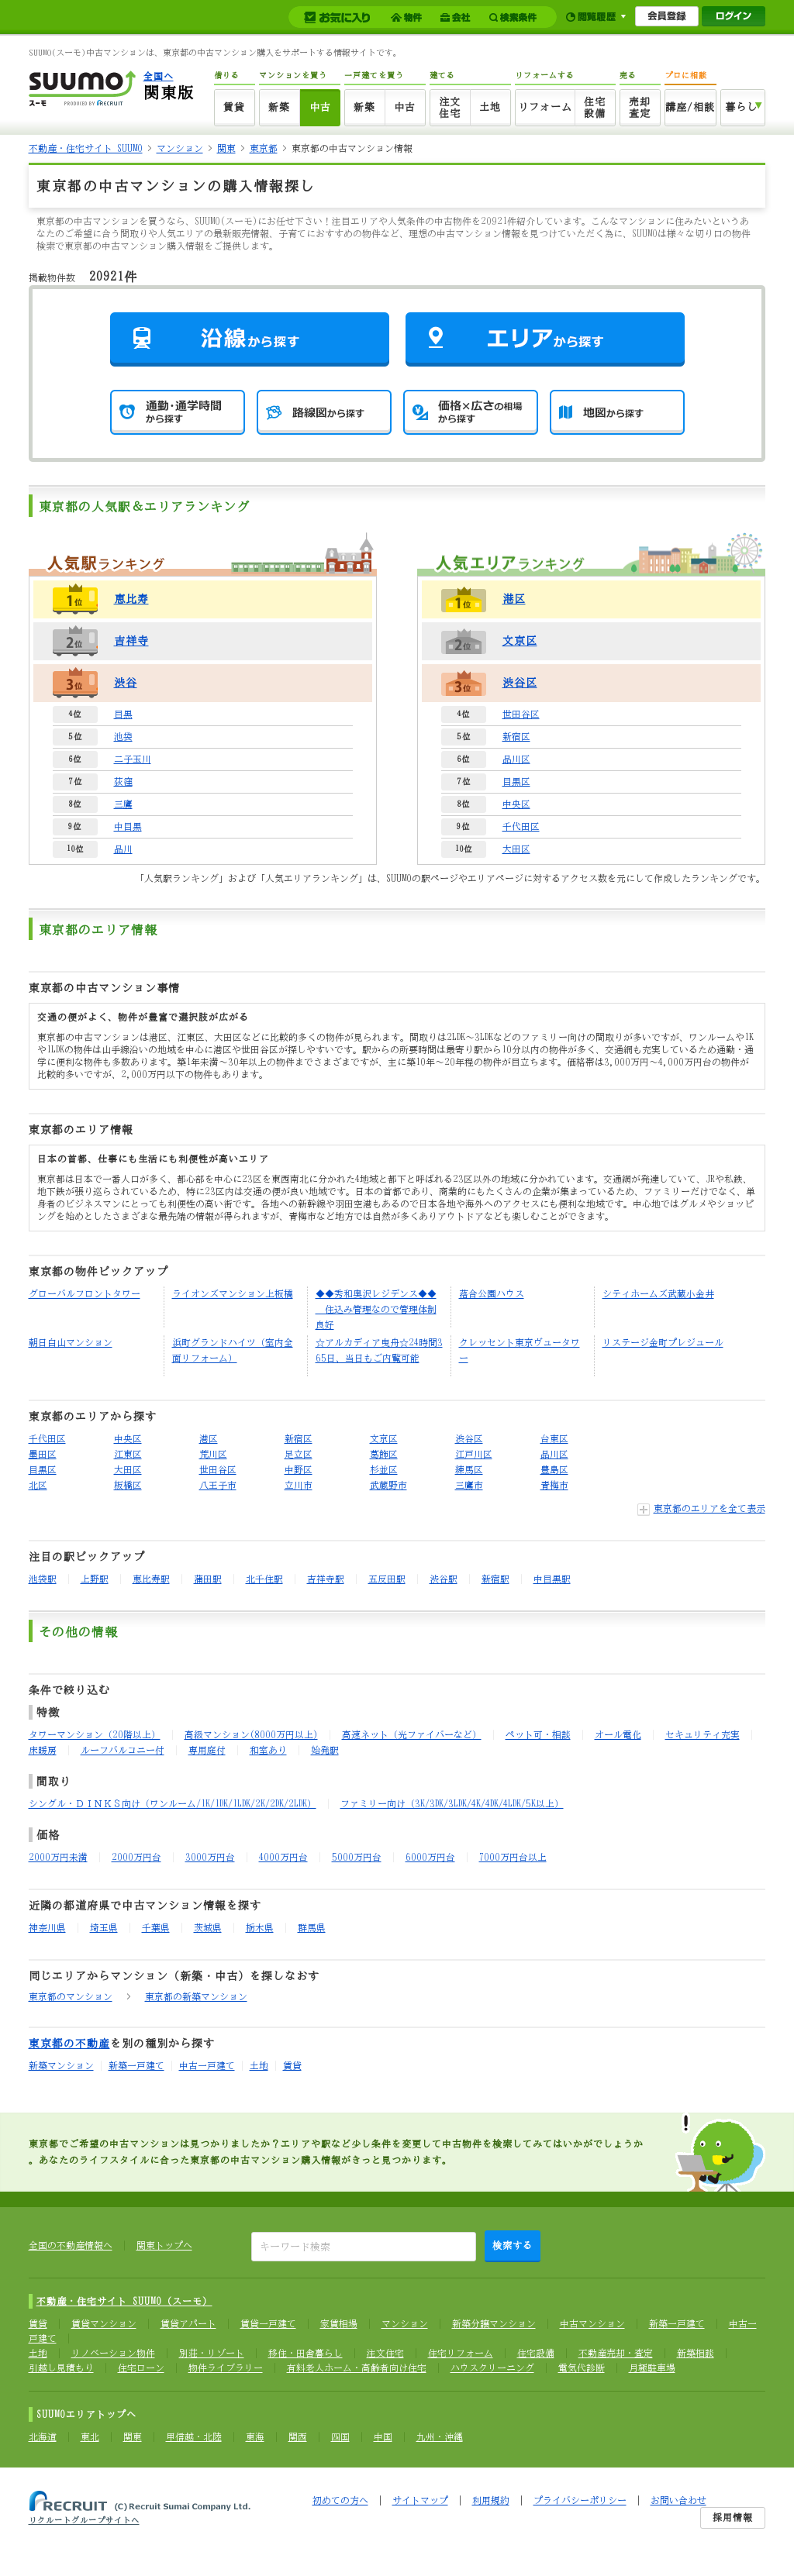 お気に入り 物件 会社 検索条件 閲覧履歴 会員登録 ログイン
SUUMO(スーモ)中古マンションは、東京都の中古マンション購入をサポートする情報サイトです。
SUUMO スーモ PRODUCED BY RECRUIT 全国へ 関東版
借りる マンションを買う 一戸建てを買う 建てる リフォームする 売る プロに相談
賃貸 新築 中古 新築 中古 注文住宅 土地 リフォーム 住宅設備 売却査定 講座/相談 暮らし
不動産・住宅サイト SUUMO > マンション > 関東 > 東京都 > 東京都の中古マンション情報
東京都の中古マンションの購入情報探し
東京都の中古マンションを買うなら、SUUMO(スーモ)にお任せ下さい！注目エリアや人気条件の中古物件を20921件紹介しています。こんなマンションに住みたいというあ
なたのご希望に合う間取りや人気エリアの最新販売情報、子育てにおすすめの物件など、理想の中古マンション情報を見つけていただく為に、SUUMOは様々な切り口の物件
検索で東京都の中古マンション購入情報をご提供します。
掲載物件数 20921件
沿線から探す エリアから探す
通勤・通学時間から探す 路線図から探す 価格×広さの相場から探す 地図から探す
東京都の人気駅＆エリアランキング
人気駅ランキング
1位 恵比寿
2位 吉祥寺
3位 渋谷
4位 目黒
5位 池袋
6位 二子玉川
7位 荻窪
8位 三鷹
9位 中目黒
10位 品川
人気エリアランキング
1位 港区
2位 文京区
3位 渋谷区
4位 世田谷区
5位 新宿区
6位 品川区
7位 目黒区
8位 中央区
9位 千代田区
10位 大田区
「人気駅ランキング」および「人気エリアランキング」は、SUUMOの駅ページやエリアページに対するアクセス数を元にして作成したランキングです。
東京都のエリア情報
東京都の中古マンション事情
交通の便がよく、物件が豊富で選択肢が広がる
東京都の中古マンションは港区、江東区、大田区などに比較的多くの物件が見られます。間取りは2LDK～3LDKなどのファミリー向けの間取りが多いですが、ワンルームや1K
や1LDKの物件は山手線沿いの地域を中心に港区や世田谷区が探しやすいです。駅からの所要時間は最寄り駅から10分以内の物件が多く、交通網も充実しているため通勤・通
学に便利な物件も多数あります。築1年未満～30年以上の物件までさまざまですが、主に築10年～20年程の物件が目立ちます。価格帯は3,000万円～4,000万円台の物件が
比較的多いですが、2,000万円以下の物件もあります。
東京都のエリア情報
日本の首都、仕事にも生活にも利便性が高いエリア
東京都は日本で一番人口が多く、都心部を中心に23区を東西南北に分かれた4地域と都下と呼ばれる23区以外の地域に分かれています。交通網が発達していて、JRや私鉄、
地下鉄が張り巡らされているため、特に23区内は交通の便が良い地域です。日本の首都であり、商業的にもたくさんの企業が集まっているため、ファミリーだけでなく、単
身者のビジネスマンにとっても利便性の高い街です。各地への新幹線や羽田空港もあるので日本各地や海外へのアクセスにも便利な地域です。中心地ではグルメやショッピ
ングを始めとしたさまざまな最先端の情報が得られますが、青梅市など地方では自然が多くありアウトドアなども楽しむことができます。
東京都の物件ピックアップ
グローバルフロントタワー
ライオンズマンション上板橋
◆◆秀和奥沢レジデンス◆◆
住込み管理なので管理体制
良好
落合公園ハウス
シティホームズ武蔵小金井
朝日白山マンション
浜町グランドハイツ（室内全
面リフォーム）
☆アルカディア曳舟☆24時間3
65日、当日もご内覧可能
クレッセント東京ヴュータワ
ー
リステージ金町プレジュール
東京都のエリアから探す
千代田区 中央区 港区 新宿区 文京区 渋谷区 台東区
墨田区 江東区 荒川区 足立区 葛飾区 江戸川区 品川区
目黒区 大田区 世田谷区 中野区 杉並区 練馬区 豊島区
北区 板橋区 八王子市 立川市 武蔵野市 三鷹市 青梅市
東京都のエリアを全て表示
注目の駅ピックアップ
池袋駅 上野駅 恵比寿駅 蒲田駅 北千住駅 吉祥寺駅 五反田駅 渋谷駅 新宿駅 中目黒駅
その他の情報
条件で絞り込む
特徴
タワーマンション（20階以上） 高級マンション(8000万円以上) 高速ネット（光ファイバーなど） ペット可・相談 オール電化 セキュリティ充実
床暖房 ルーフバルコニー付 専用庭付 和室あり 始発駅
間取り
シングル・ＤＩＮＫＳ向け（ワンルーム/1K/1DK/1LDK/2K/2DK/2LDK） ファミリー向け（3K/3DK/3LDK/4K/4DK/4LDK/5K以上）
価格
2000万円未満 2000万円台 3000万円台 4000万円台 5000万円台 6000万円台 7000万円台以上
近隣の都道府県で中古マンション情報を探す
神奈川県 埼玉県 千葉県 茨城県 栃木県 群馬県
同じエリアからマンション（新築・中古）を探しなおす
東京都のマンション > 東京都の新築マンション
東京都の不動産を別の種別から探す
新築マンション 新築一戸建て 中古一戸建て 土地 賃貸
東京都でご希望の中古マンションは見つかりましたか？エリアや駅など少し条件を変更して中古物件を検索してみてはいかがでしょうか
。あなたのライフスタイルに合った東京都の中古マンション購入情報がきっと見つかります。
全国の不動産情報へ 関東トップへ キーワード検索 検索する
不動産・住宅サイト SUUMO（スーモ）
賃貸 賃貸マンション 賃貸アパート 賃貸一戸建て 家賃相場 マンション 新築分譲マンション 中古マンション 新築一戸建て 中古一
戸建て
土地 リノベーション物件 別荘・リゾート 移住・田舎暮らし 注文住宅 住宅リフォーム 住宅設備 不動産売却・査定 新築相談
引越し見積もり 住宅ローン 物件ライブラリー 有料老人ホーム・高齢者向け住宅 ハウスクリーニング 電気代診断 月極駐車場
SUUMOエリアトップへ
北海道 東北 関東 甲信越・北陸 東海 関西 四国 中国 九州・沖縄
RECRUIT (C)Recruit Sumai Company Ltd.
リクルートグループサイトへ
初めての方へ | サイトマップ | 利用規約 | プライバシーポリシー | お問い合わせ
採用情報